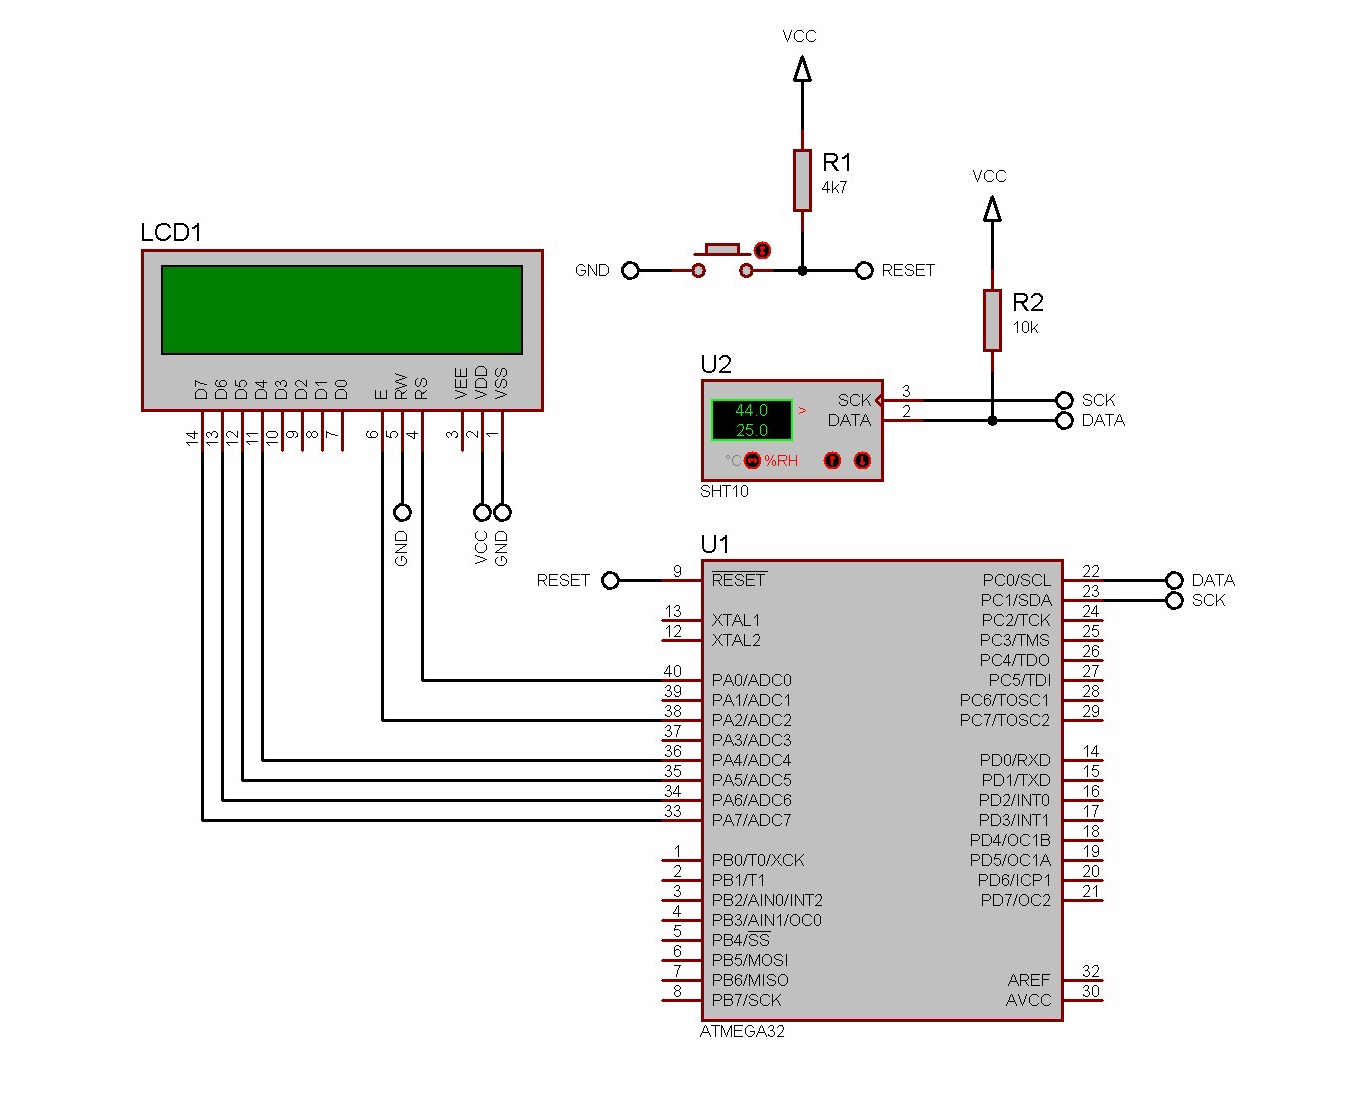 VCC
R1
4k7
VCC
LCD1
GND
RESET
R2
10k
U2
D7
D6
D5
D4
D3
D2
D1
D0
E
RW
RS
VEE
VDD
VSS
14
13
12
11
10
9
8
7
6
5
4
3
2
1
SCK 3 SCK
DATA 2 DATA
44.0
25.0
°C %RH
SHT10
GND
VCC
GND
U1
RESET 9 RESET PC0/SCL 22 DATA
PC1/SDA 23 SCK
13 XTAL1 PC2/TCK 24
12 XTAL2 PC3/TMS 25
PC4/TDO 26
40 PA0/ADC0 PC5/TDI 27
39 PA1/ADC1 PC6/TOSC1 28
38 PA2/ADC2 PC7/TOSC2 29
37 PA3/ADC3
36 PA4/ADC4 PD0/RXD 14
35 PA5/ADC5 PD1/TXD 15
34 PA6/ADC6 PD2/INT0 16
33 PA7/ADC7 PD3/INT1 17
PD4/OC1B 18
1 PB0/T0/XCK PD5/OC1A 19
2 PB1/T1 PD6/ICP1 20
3 PB2/AIN0/INT2 PD7/OC2 21
4 PB3/AIN1/OC0
5 PB4/SS
6 PB5/MOSI
7 PB6/MISO AREF 32
8 PB7/SCK AVCC 30
ATMEGA32